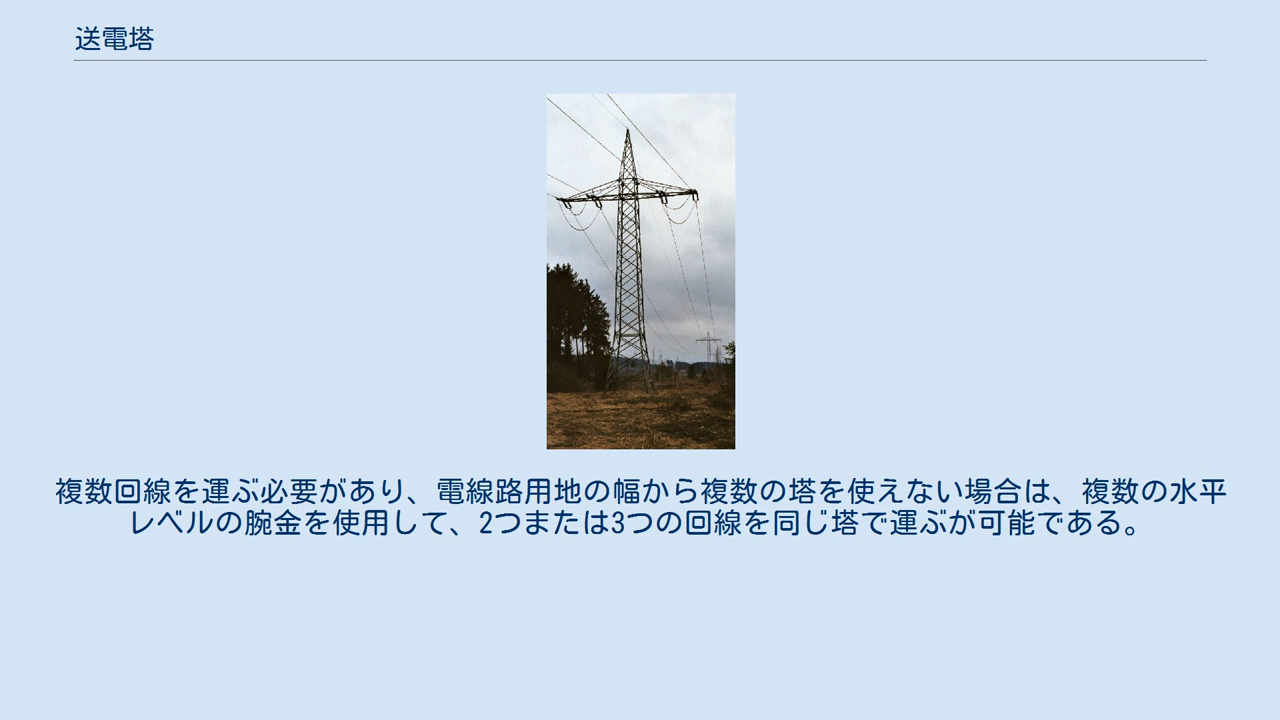 送電塔
複数回線を運ぶ必要があり、電線路用地の幅から複数の塔を使えない場合は、複数の水平
レベルの腕金を使用して、2つまたは3つの回線を同じ塔で運ぶが可能である。